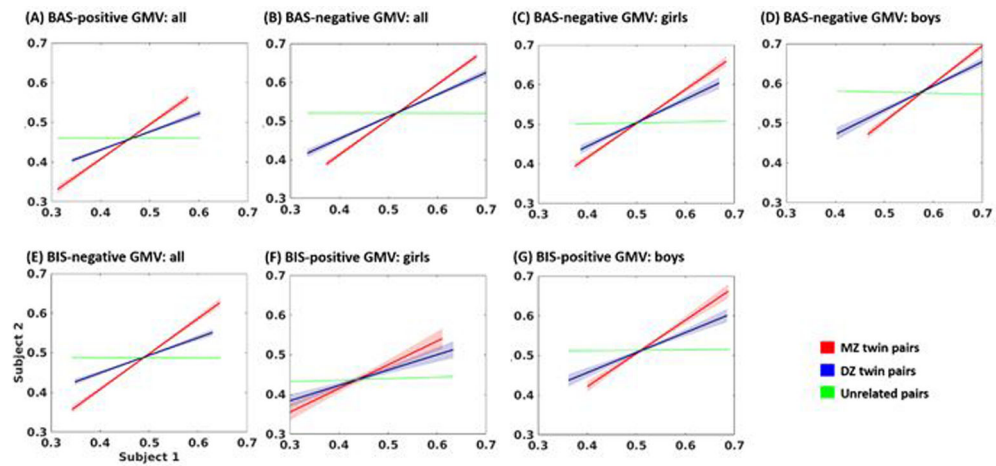 (A) BAS-positive GMV: all
(B) BAS-negative GMV: all
(C) BAS-negative GMV: girls
(D) BAS-negative GMV: boys
0.7
0.6
0.5
0.4
0.3
0.3 0.4 0.5 0.6 0.7
0.7
0.6
0.5
0.4
0.3
0.3 0.4 0.5 0.6 0.7
0.7
0.6
0.5
0.4
0.3
0.3 0.4 0.5 0.6 0.7
0.7
0.6
0.5
0.4
0.3
0.3 0.4 0.5 0.6 0.7
(E) BIS-negative GMV: all
(F) BIS-positive GMV: girls
(G) BIS-positive GMV: boys
Subject 2
0.7
0.6
0.5
0.4
0.3
0.3 0.4 0.5 0.6 0.7
Subject 1
0.7
0.6
0.5
0.4
0.3
0.3 0.4 0.5 0.6 0.7
0.7
0.6
0.5
0.4
0.3
0.3 0.4 0.5 0.6 0.7
MZ twin pairs
DZ twin pairs
Unrelated pairs